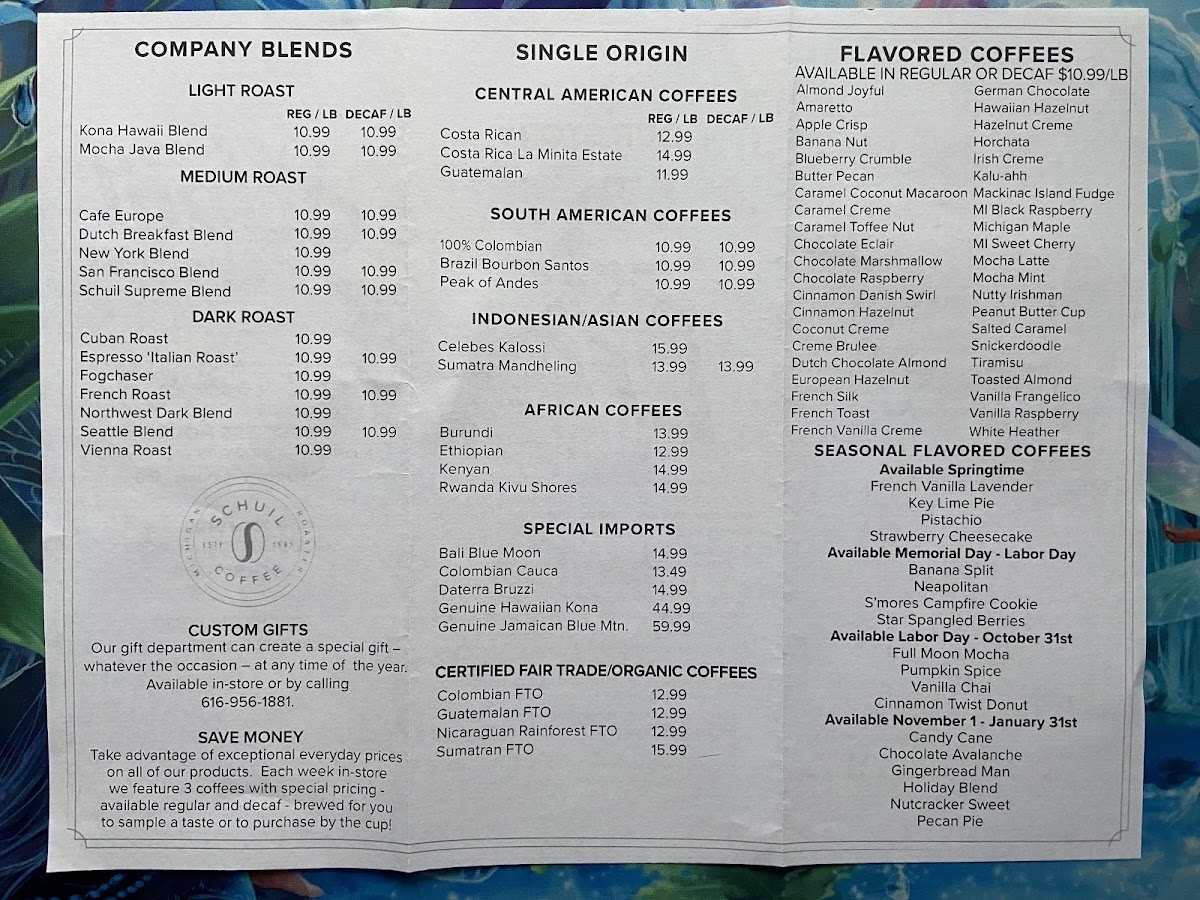 COMPANY BLENDS
LIGHT ROAST
REG / LB DECAF / LB
Kona Hawaii Blend 10.99 10.99
Mocha Java Blend 10.99 10.99
MEDIUM ROAST
Cafe Europe 10.99 10.99
Dutch Breakfast Blend 10.99 10.99
New York Blend 10.99
San Francisco Blend 10.99 10.99
Schuil Supreme Blend 10.99 10.99
DARK ROAST
Cuban Roast 10.99
Espresso ‘Italian Roast’ 10.99 10.99
Fogchaser 10.99
French Roast 10.99 10.99
Northwest Dark Blend 10.99
Seattle Blend 10.99 10.99
Vienna Roast 10.99
SCHUIL
MICHIGAN ROASTER
ESTD
COFFEE
CUSTOM GIFTS
Our gift department can create a special gift –
whatever the occasion – at any time of the year.
Available in-store or by calling
616-956-1881.
SAVE MONEY
Take advantage of exceptional everyday prices
on all of our products. Each week in-store
we feature 3 coffees with special pricing -
available regular and decaf - brewed for you
to sample a taste or to purchase by the cup!
SINGLE ORIGIN
CENTRAL AMERICAN COFFEES
REG / LB DECAF / LB
Costa Rican 12.99
Costa Rica La Minita Estate 14.99
Guatemalan 11.99
SOUTH AMERICAN COFFEES
100% Colombian 10.99 10.99
Brazil Bourbon Santos 10.99 10.99
Peak of Andes 10.99 10.99
INDONESIAN/ASIAN COFFEES
Celebes Kalossi 15.99
Sumatra Mandheling 13.99 13.99
AFRICAN COFFEES
Burundi 13.99
Ethiopian 12.99
Kenyan 14.99
Rwanda Kivu Shores 14.99
SPECIAL IMPORTS
Bali Blue Moon 14.99
Colombian Cauca 13.49
Daterra Bruzzi 14.99
Genuine Hawaiian Kona 44.99
Genuine Jamaican Blue Mtn. 59.99
CERTIFIED FAIR TRADE/ORGANIC COFFEES
Colombian FTO 12.99
Guatemalan FTO 12.99
Nicaraguan Rainforest FTO 12.99
Sumatran FTO 15.99
FLAVORED COFFEES
AVAILABLE IN REGULAR OR DECAF $10.99/LB
Almond Joyful German Chocolate
Amaretto Hawaiian Hazelnut
Apple Crisp Hazelnut Creme
Banana Nut Horchata
Blueberry Crumble Irish Creme
Butter Pecan Kalu-ahh
Caramel Coconut Macaroon Mackinac Island Fudge
Caramel Creme MI Black Raspberry
Caramel Toffee Nut Michigan Maple
Chocolate Eclair MI Sweet Cherry
Chocolate Marshmallow Mocha Latte
Chocolate Raspberry Mocha Mint
Cinnamon Danish Swirl Nutty Irishman
Cinnamon Hazelnut Peanut Butter Cup
Coconut Creme Salted Caramel
Creme Brulee Snickerdoodle
Dutch Chocolate Almond Tiramisu
European Hazelnut Toasted Almond
French Silk Vanilla Frangelico
French Toast Vanilla Raspberry
French Vanilla Creme White Heather
SEASONAL FLAVORED COFFEES
Available Springtime
French Vanilla Lavender
Key Lime Pie
Pistachio
Strawberry Cheesecake
Available Memorial Day - Labor Day
Banana Split
Neapolitan
S'mores Campfire Cookie
Star Spangled Berries
Available Labor Day - October 31st
Full Moon Mocha
Pumpkin Spice
Vanilla Chai
Cinnamon Twist Donut
Available November 1 - January 31st
Candy Cane
Chocolate Avalanche
Gingerbread Man
Holiday Blend
Nutcracker Sweet
Pecan Pie